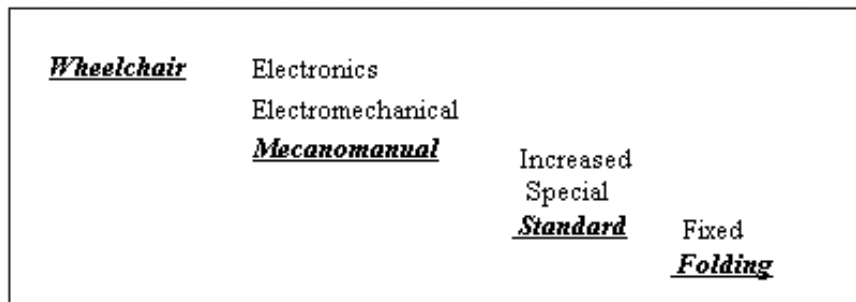 Wheelchair Electronics
Electromechanical
Mecanomanual
Increased
Special
Standard Fixed
Folding